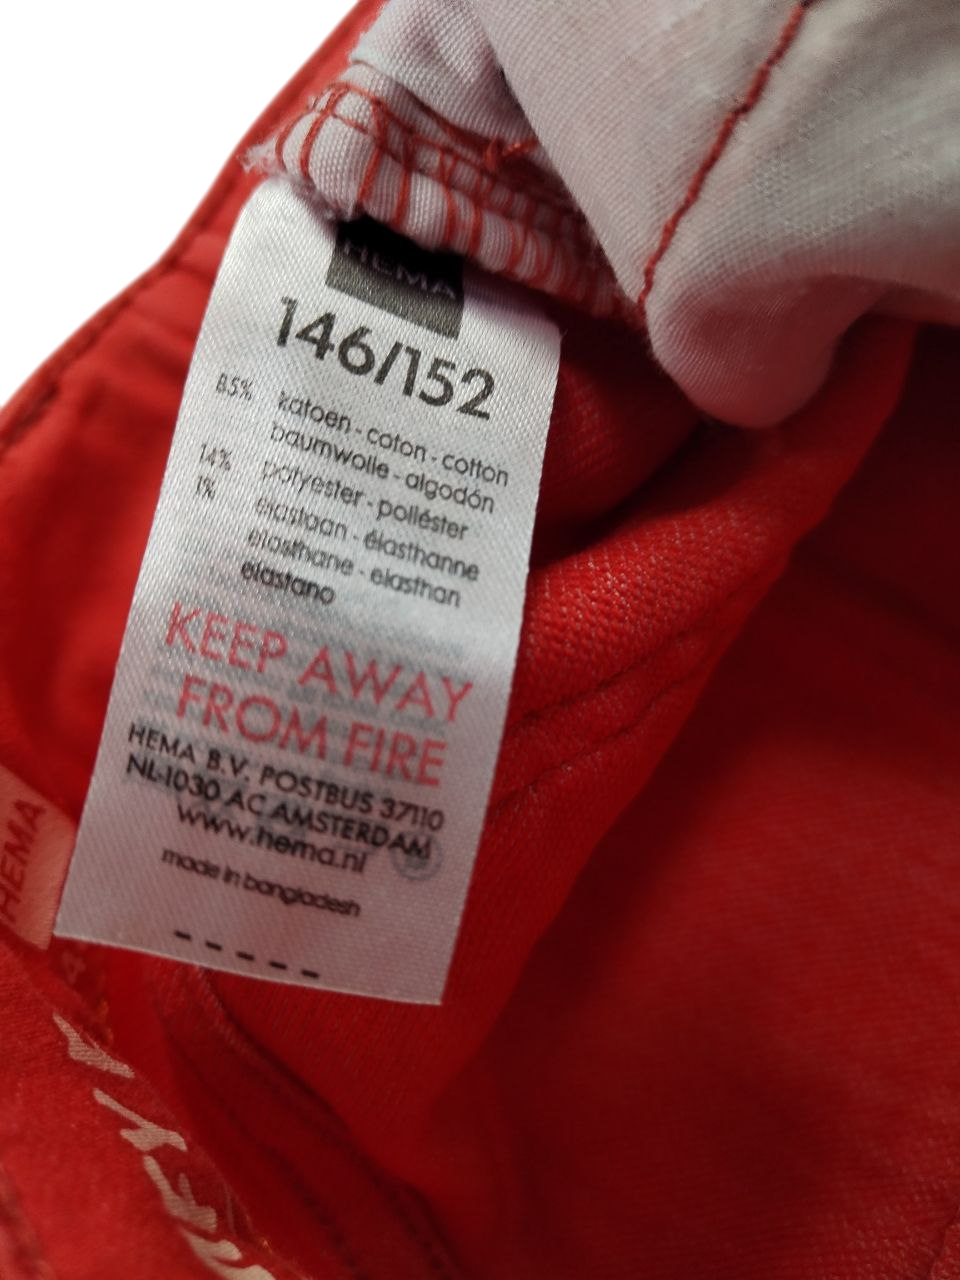 HEMA
146/152
85% katoen - coton - cotton
baumwolle - algodón
14% polyester - poliéster
1% elastaan - élasthanne
elasthane - elasthan
elastano
KEEP AWAY
FROM FIRE
HEMA B.V. POSTBUS 37110
NL-1030 AC AMSTERDAM
www.hema.nl
made in bangladesh
HEMA